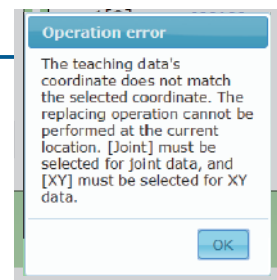 Operation error
The teaching data's
coordinate does not match
the selected coordinate. The
replacing operation cannot be
performed at the current
location. [Joint] must be
selected for joint data, and
[XY] must be selected for XY
data.
OK